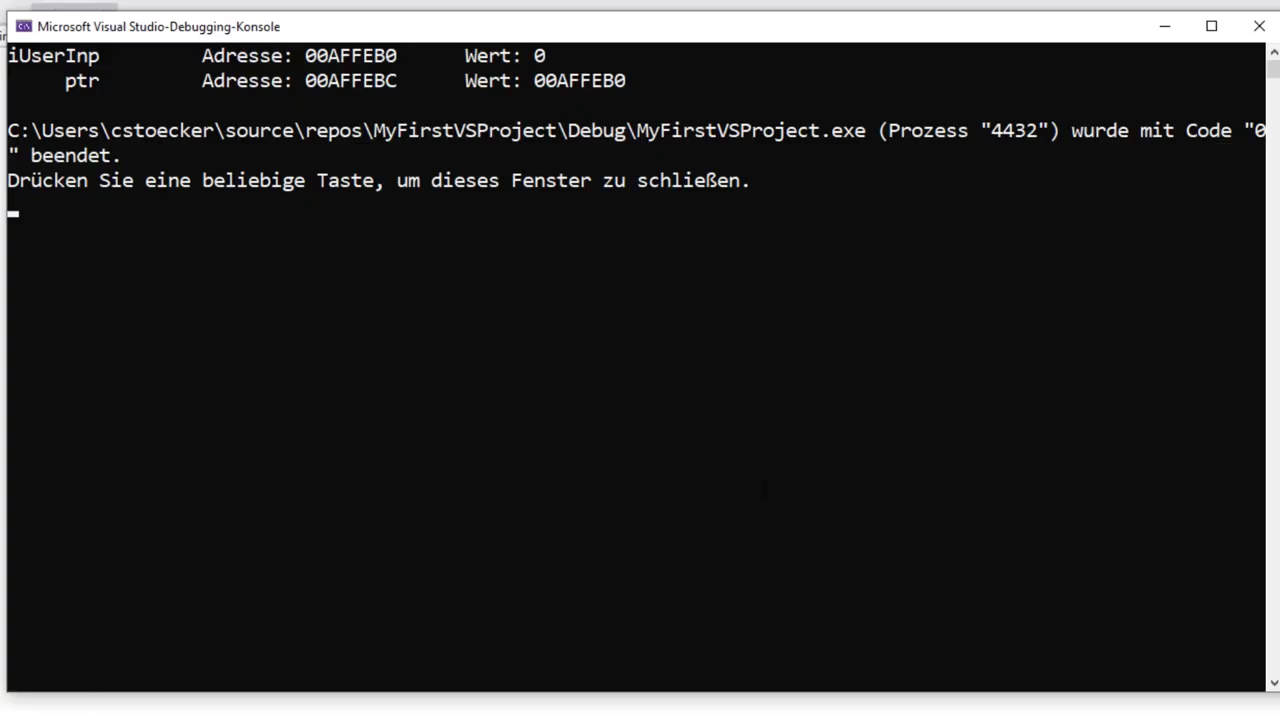 Microsoft Visual Studio-Debugging-Konsole
iUserInp Adresse: 00AFFEB0 Wert: 0
ptr Adresse: 00AFFEBC Wert: 00AFFEB0
C:\Users\cstoecker\source\repos\MyFirstVSProject\Debug\MyFirstVSProject.exe (Prozess "4432") wurde mit Code "0
" beendet.
Drücken Sie eine beliebige Taste, um dieses Fenster zu schließen.